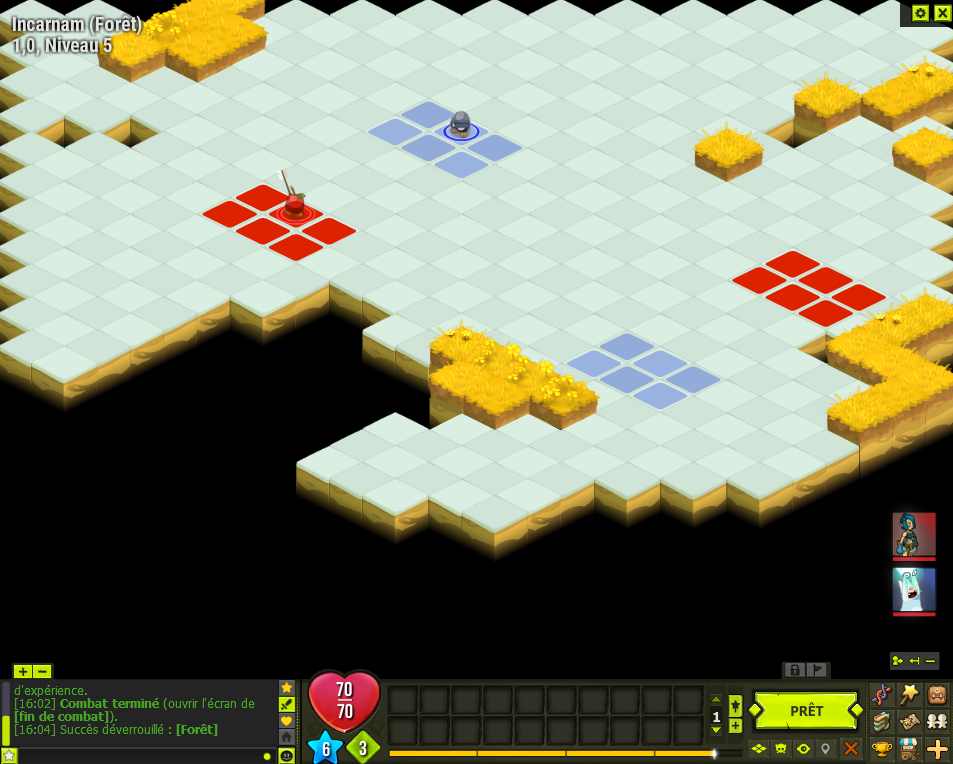 Incarnam (Forêt)
1,0, Niveau 5
d'expérience.
[16:02] Combat terminé (ouvrir l'écran de
[fin de combat]).
[16:04] Succès déverrouillé : [Forêt]
70
70
6
3
1
PRÊT